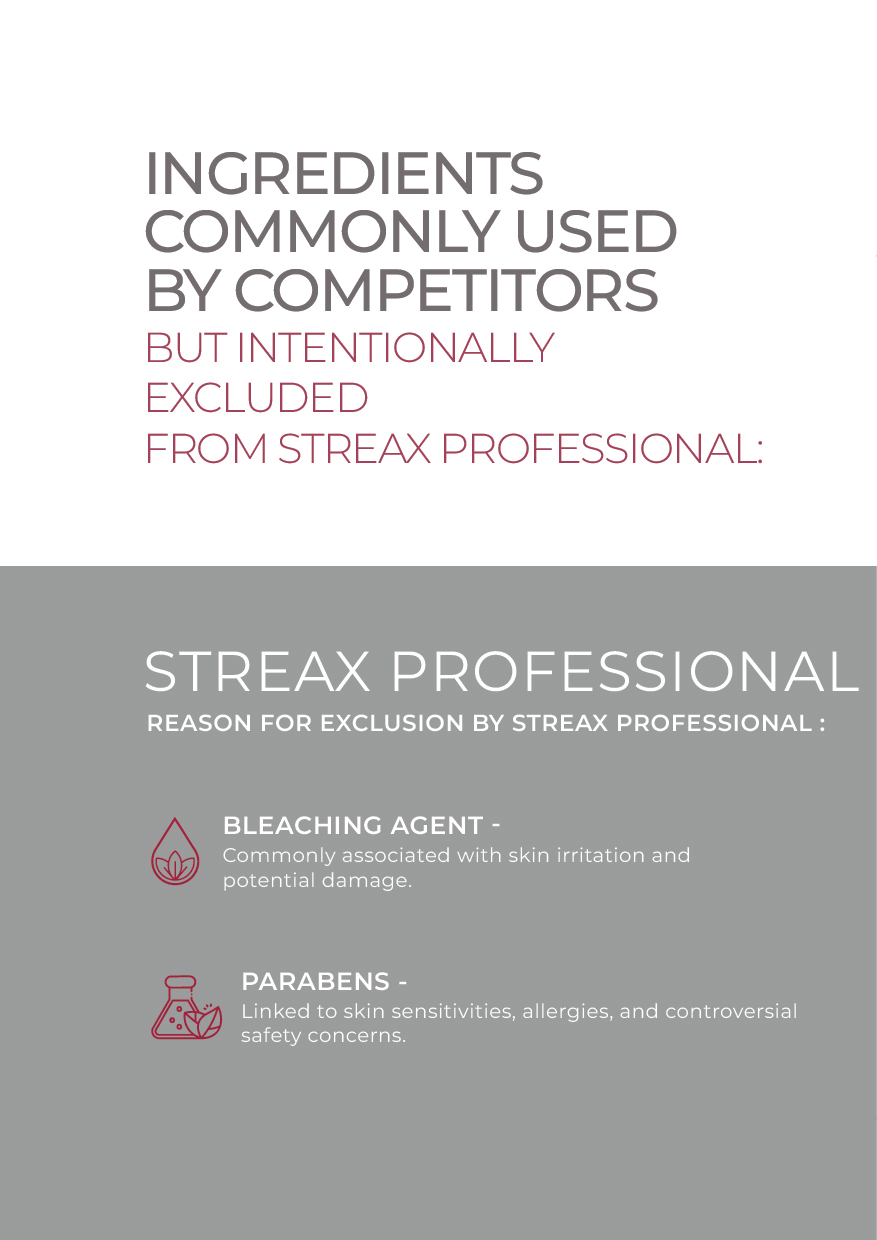 INGREDIENTS
COMMONLY USED
BY COMPETITORS
BUT INTENTIONALLY
EXCLUDED
FROM STREAX PROFESSIONAL:
STREAX PROFESSIONAL
REASON FOR EXCLUSION BY STREAX PROFESSIONAL :
BLEACHING AGENT -
Commonly associated with skin irritation and
potential damage.
PARABENS -
Linked to skin sensitivities, allergies, and controversial
safety concerns.